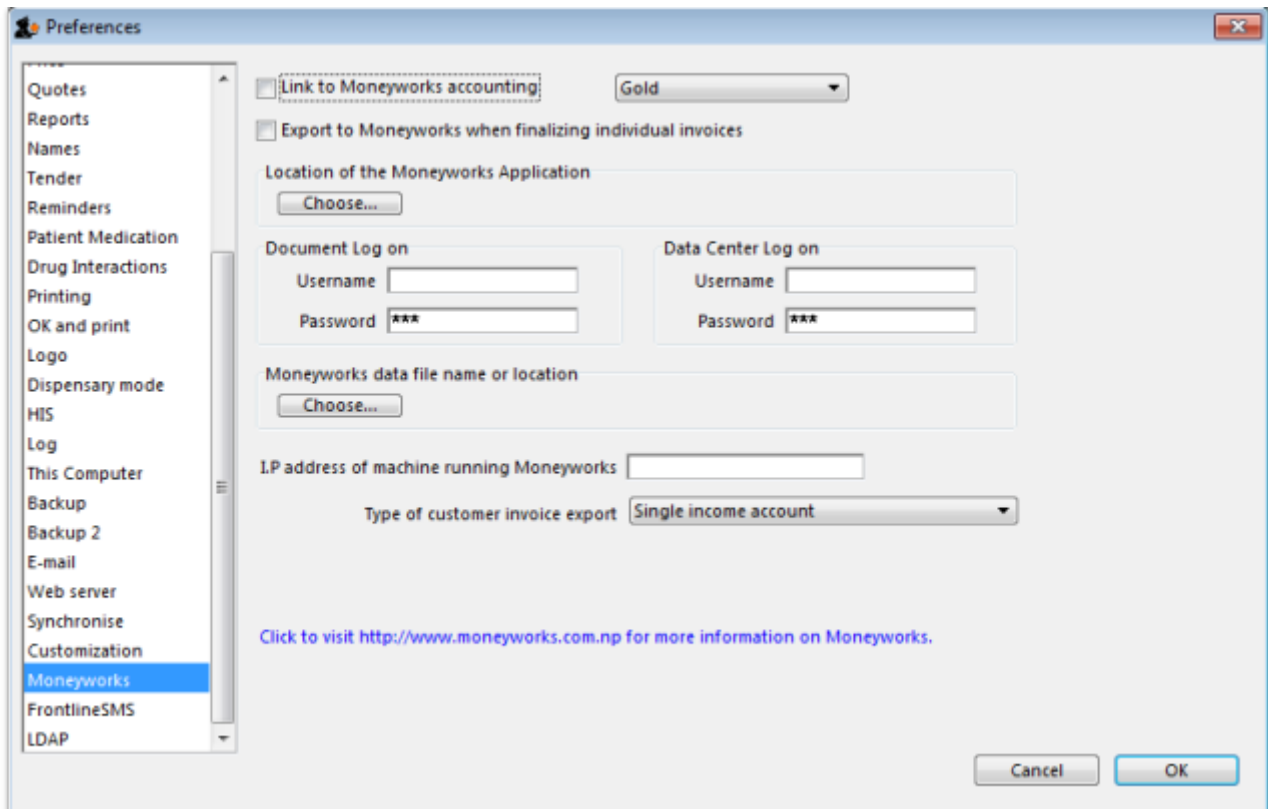 Preferences
Quotes
Reports
Names
Tender
Reminders
Patient Medication
Drug Interactions
Printing
OK and print
Logo
Dispensary mode
HIS
Log
This Computer
Backup
Backup 2
E-mail
Web server
Synchronise
Customization
Moneyworks
FrontlineSMS
LDAP
Link to Moneyworks accounting
Gold
Export to Moneyworks when finalizing individual invoices
Location of the Moneyworks Application
Choose...
Document Log on
Username
Password ***
Data Center Log on
Username
Password ***
Moneyworks data file name or location
Choose...
I.P address of machine running Moneyworks
Type of customer invoice export Single income account
Click to visit http://www.moneyworks.com.np for more information on Moneyworks.
Cancel
OK